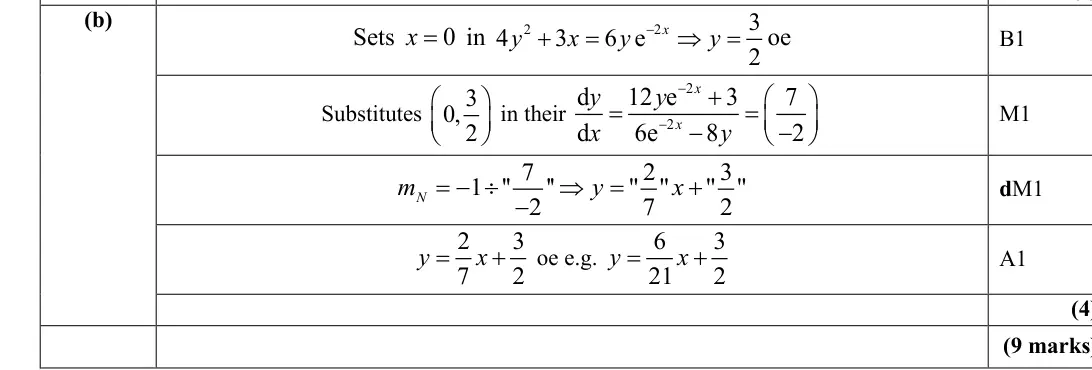 (b)
Sets x = 0 in 4y² + 3x = 6ye⁻²ˣ ⇒ y = 3/2 oe B1
Substitutes (0, 3/2) in their dy/dx = (12ye⁻²ˣ + 3)/(6e⁻²ˣ − 8y) = (7/−2) M1
m_N = −1 ÷ "7/−2" ⇒ y = "2/7"x + "3/2" dM1
y = 2/7 x + 3/2 oe e.g. y = 6/21 x + 3/2 A1
(4)
(9 marks)